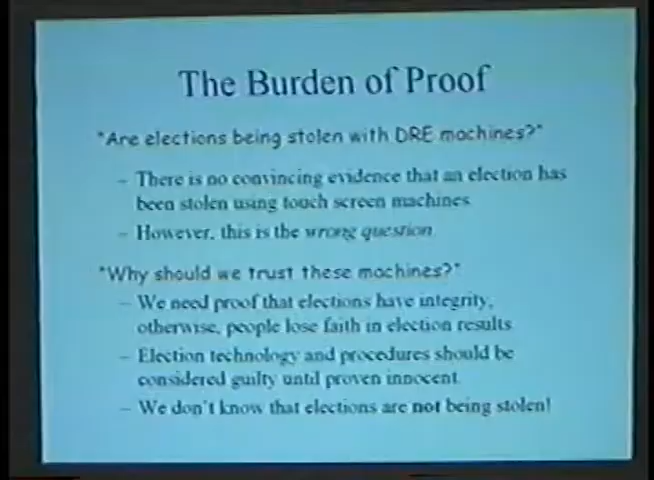 The Burden of Proof
"Are elections being stolen with DRE machines?"
– There is no convincing evidence that an election has
been stolen using touch screen machines
– However, this is the wrong question.
"Why should we trust these machines?"
– We need proof that elections have integrity,
otherwise, people lose faith in election results
– Election technology and procedures should be
considered guilty until proven innocent.
– We don't know that elections are not being stolen!